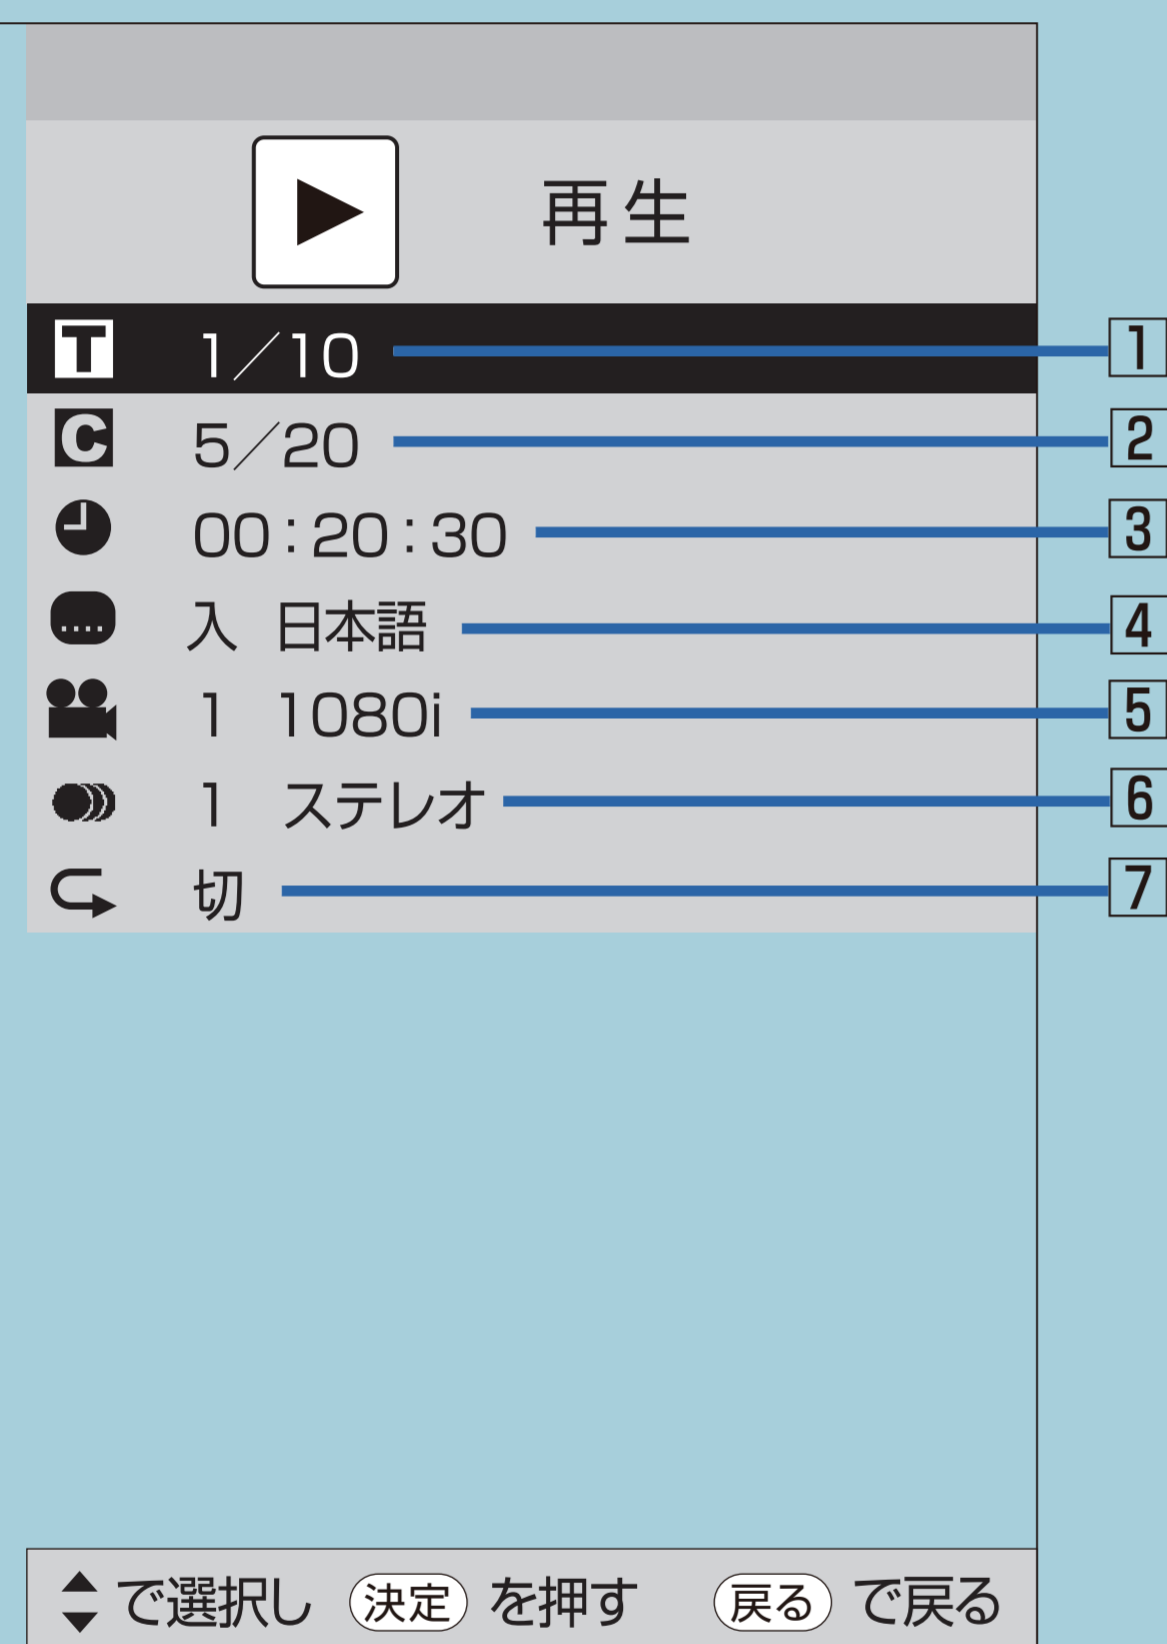 再生
T 1／10 1
C 5／20 2
00：20：30 3
入 日本語 4
1 1080i 5
1 ステレオ 6
切 7
で選択し 決定 を押す 戻る で戻る